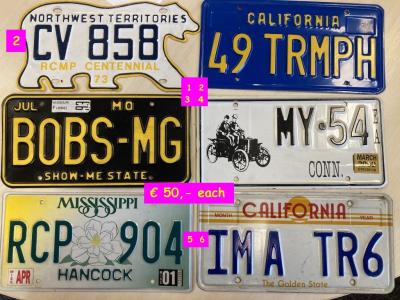 NORTHWEST TERRITORIES
2
CV 858
RCMP CENTENNIAL
73
CALIFORNIA
49 TRMPH
1 2
3 4
JUL MO
BOBS-MG
SHOW-ME STATE
MY·54
CONN.
MARCH
€ 50,- each
MISSISSIPPI
RCP 904
APR
HANCOCK
01
5 6
MONTH
CALIFORNIA
YEAR
IMA TR6
The Golden State